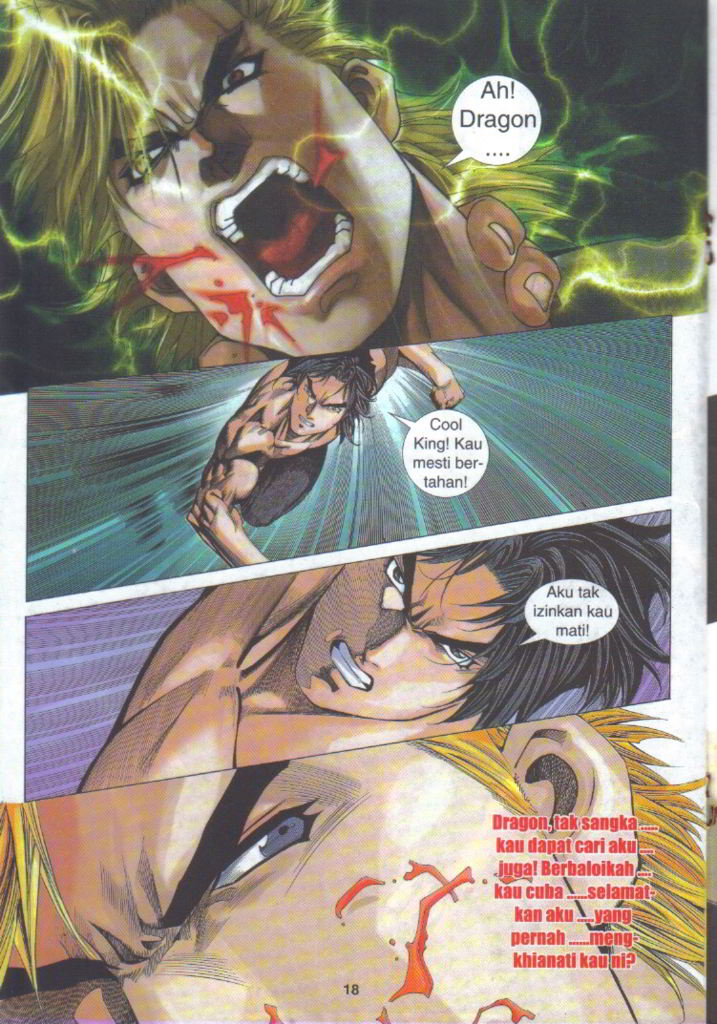 Ah!
Dragon
....
Cool
King! Kau
mesti ber-
tahan!
Aku tak
izinkan kau
mati!
Dragon, tak sangka .....
kau dapat cari aku ....
juga! Berbaloikah ....
kau cuba ......selamat-
kan aku .....yang
pernah ......meng-
khianati kau ni?
18